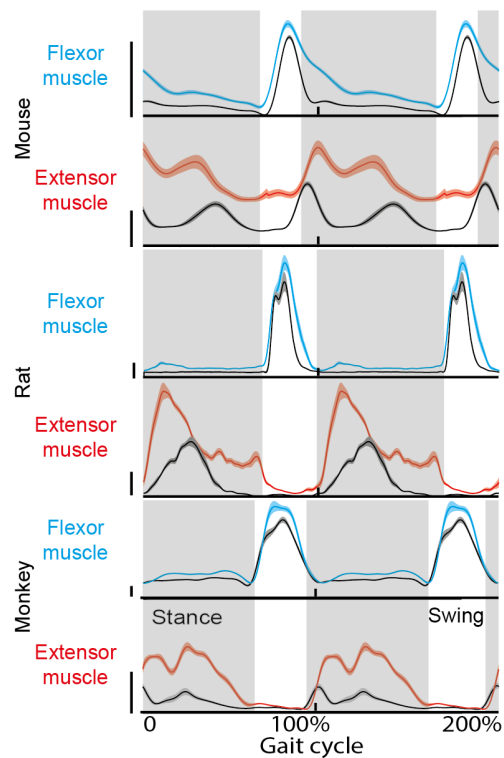 Mouse
Flexor
muscle
Extensor
muscle
Rat
Flexor
muscle
Extensor
muscle
Monkey
Flexor
muscle
Stance
Swing
Extensor
muscle
0
100%
200%
Gait cycle